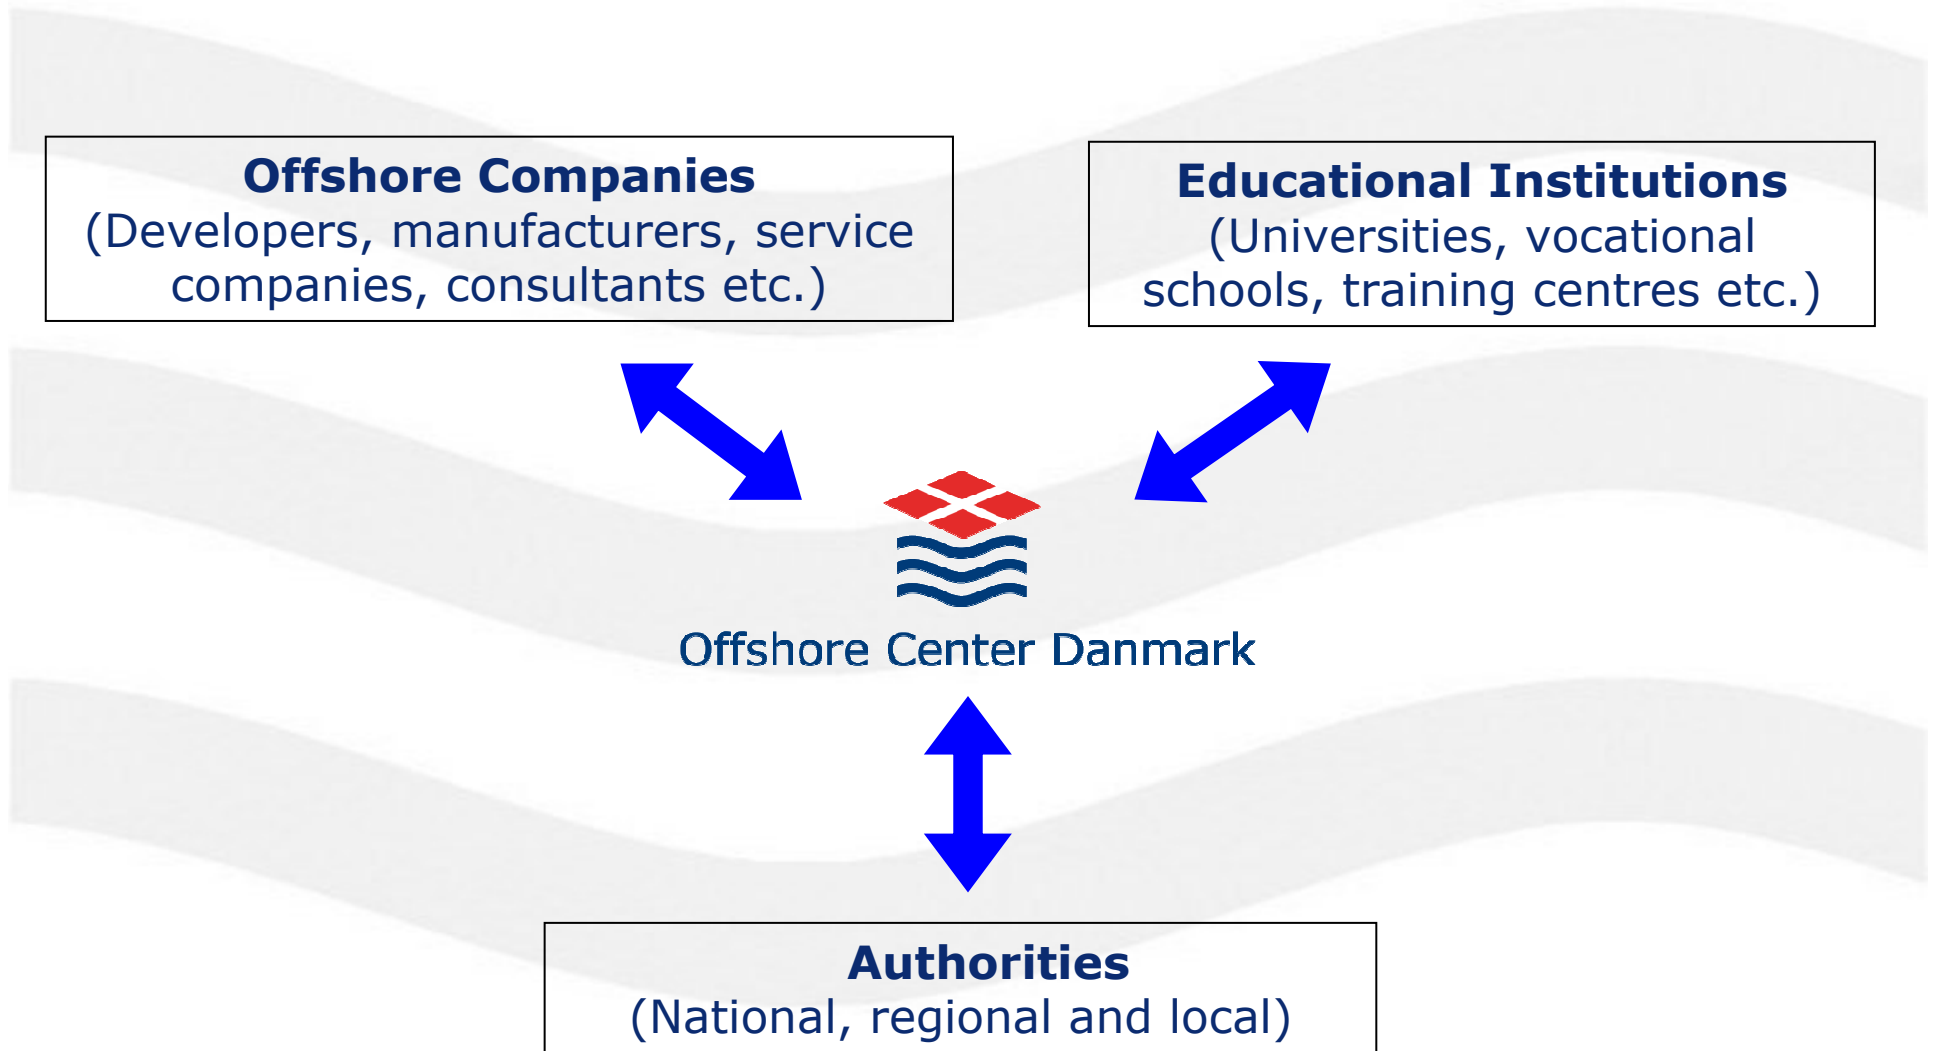 Offshore Companies
(Developers, manufacturers, service
companies, consultants etc.)
Educational Institutions
(Universities, vocational
schools, training centres etc.)
Offshore Center Danmark
Authorities
(National, regional and local)